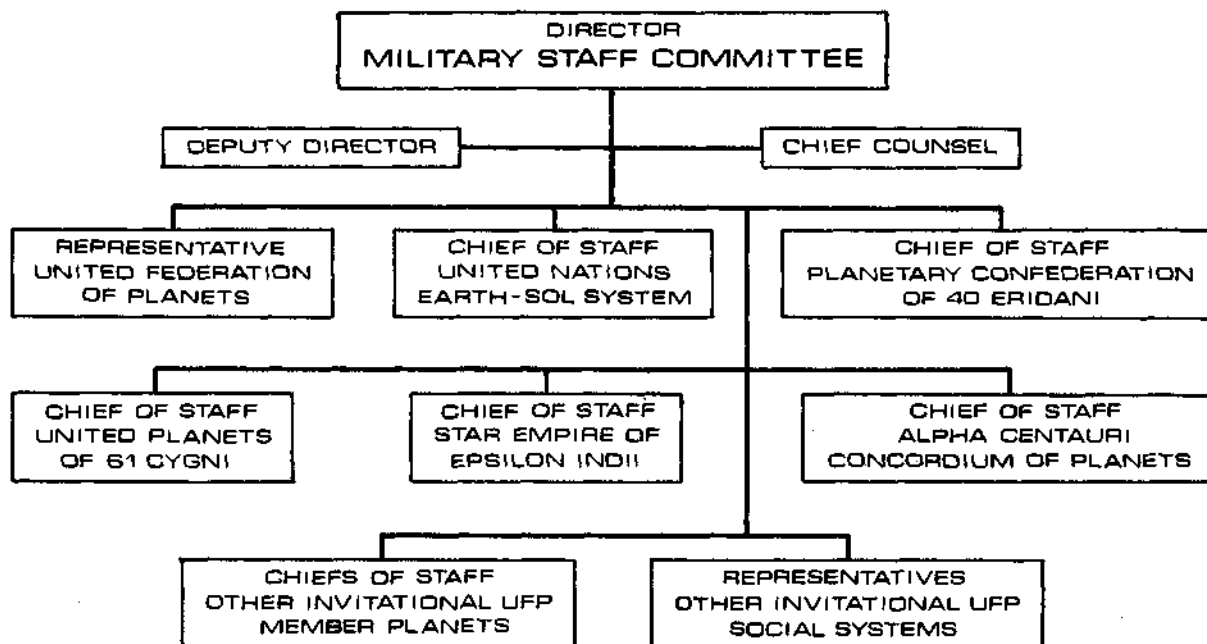 DIRECTOR
MILITARY STAFF COMMITTEE
DEPUTY DIRECTOR
CHIEF COUNSEL
REPRESENTATIVE
UNITED FEDERATION
OF PLANETS
CHIEF OF STAFF
UNITED NATIONS
EARTH-SOL SYSTEM
CHIEF OF STAFF
PLANETARY CONFEDERATION
OF 40 ERIDANI
CHIEF OF STAFF
UNITED PLANETS
OF 61 CYGNI
CHIEF OF STAFF
STAR EMPIRE OF
EPSILON INDII
CHIEF OF STAFF
ALPHA CENTAURI
CONCORDIUM OF PLANETS
CHIEFS OF STAFF
OTHER INVITATIONAL UFP
MEMBER PLANETS
REPRESENTATIVES
OTHER INVITATIONAL UFP
SOCIAL SYSTEMS